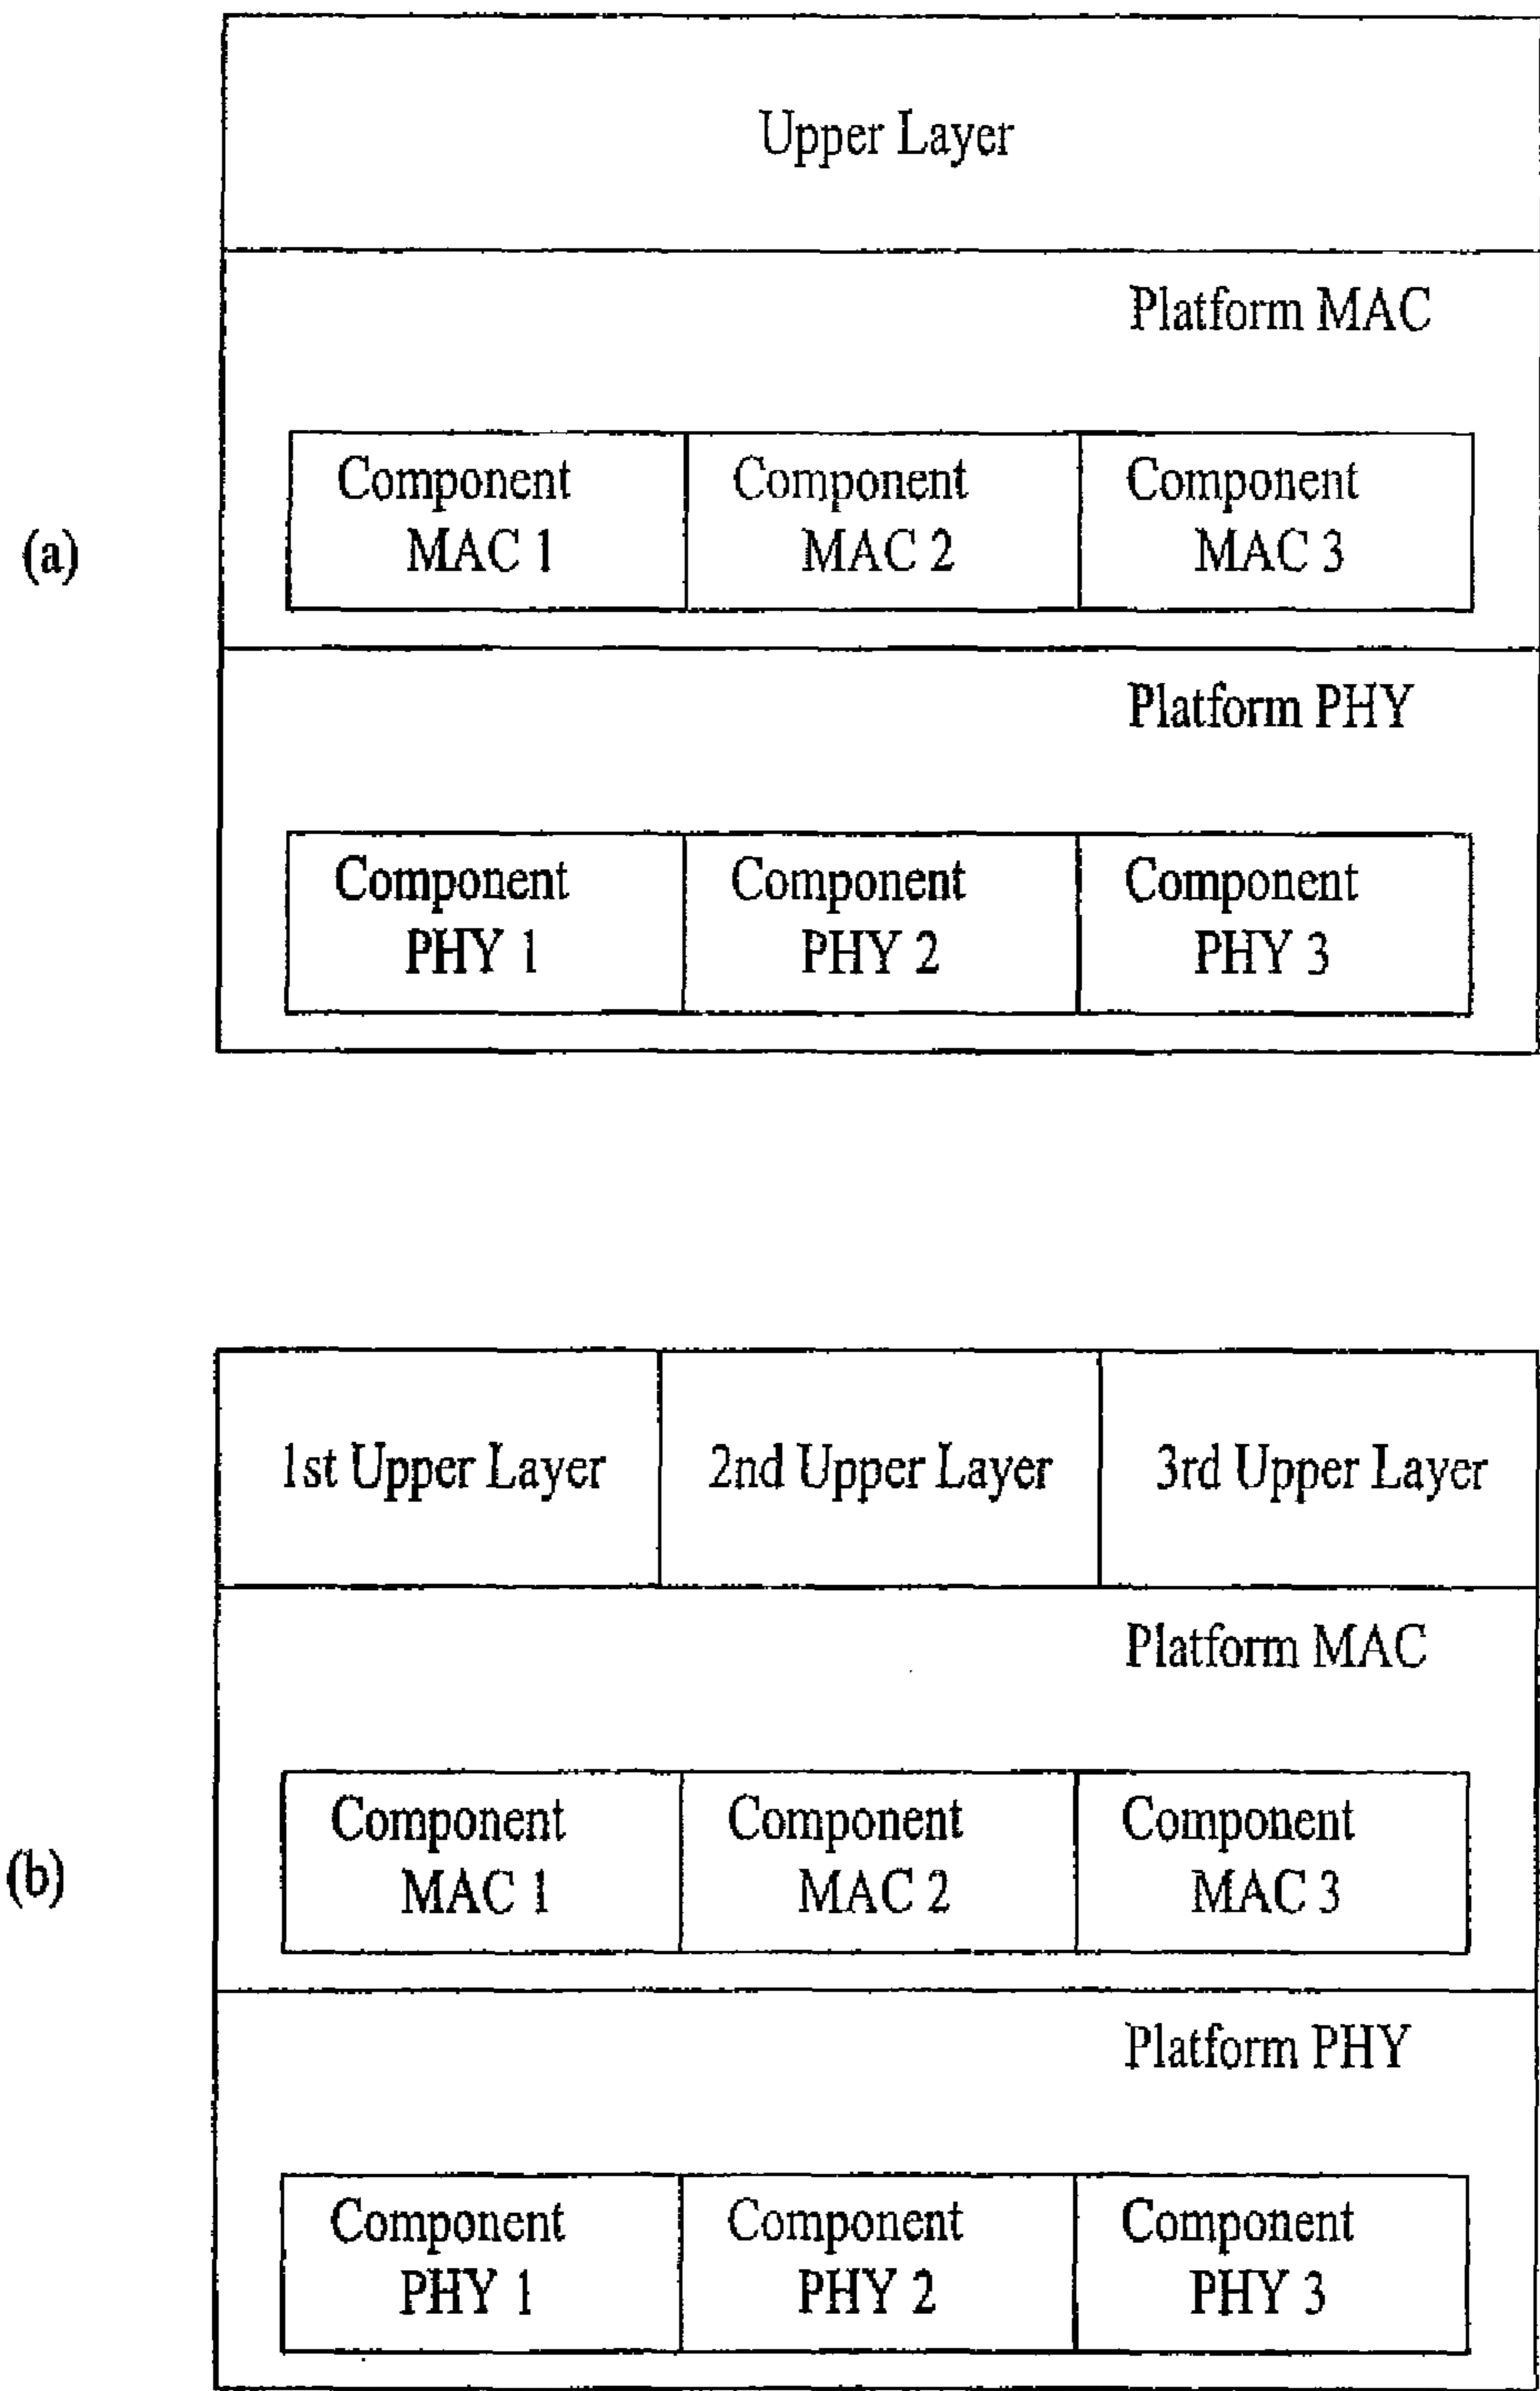 Upper Layer
Platform MAC
Component Component Component
MAC 1 MAC 2 MAC 3
(a)
Platform PHY
Component Component Component
PHY 1 PHY 2 PHY 3
1st Upper Layer 2nd Upper Layer 3rd Upper Layer
Platform MAC
Component Component Component
MAC 1 MAC 2 MAC 3
(b)
Platform PHY
Component Component Component
PHY 1 PHY 2 PHY 3